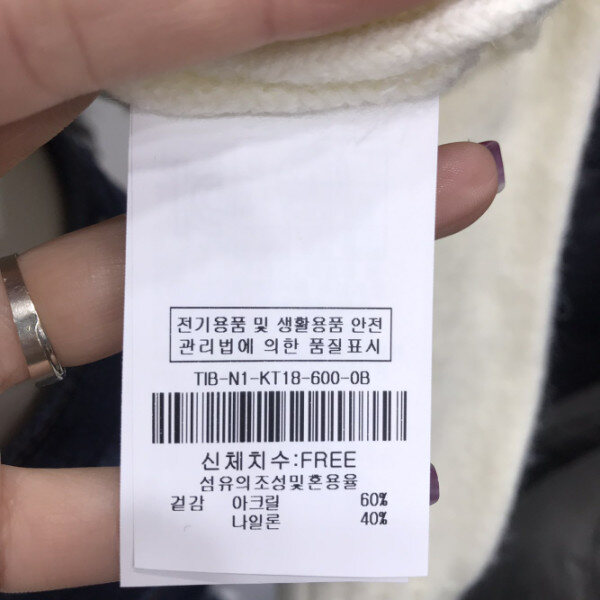 전기용품 및 생활용품 안전
관리법에 의한 품질표시
TIB-N1-KT18-600-0B
신체치수:FREE
섬유의조성및혼용율
겉감 아크릴 60%
나일론 40%